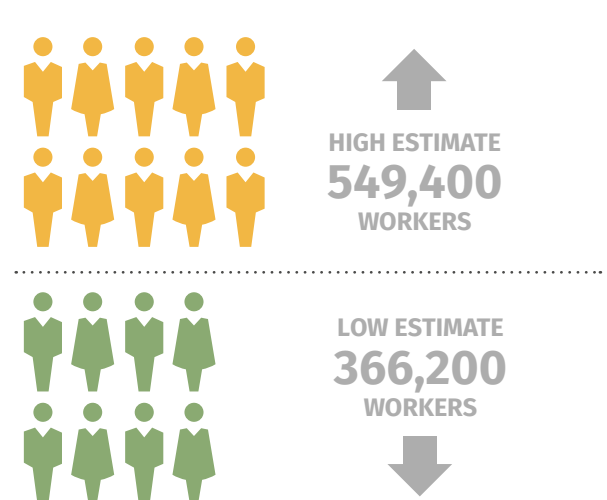 HIGH ESTIMATE
549,400
WORKERS
LOW ESTIMATE
366,200
WORKERS